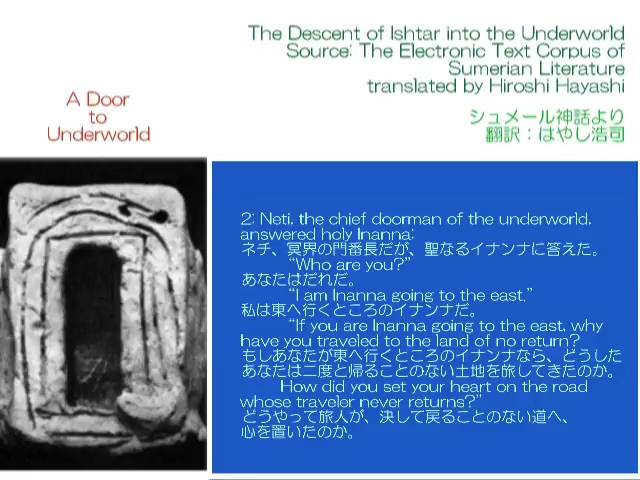 The Descent of Ishtar into the Underworld
Source: The Electronic Text Corpus of
Sumerian Literature
translated by Hiroshi Hayashi
シュメール神話より
翻訳：はやし浩司
A Door
to
Underworld
2: Neti, the chief doorman of the underworld,
answered holy Inanna:
ネチ、冥界の門番長だが、聖なるイナンナに答えた。
“Who are you?”
あなたはだれだ。
“I am Inanna going to the east.”
私は東へ行くところのイナンナだ。
“If you are Inanna going to the east, why
have you traveled to the land of no return?
もしあなたが東へ行くところのイナンナなら、どうした
あなたは二度と帰ることのない土地を旅してきたのか。
How did you set your heart on the road
whose traveler never returns?”
どうやって旅人が、決して戻ることのない道へ、
心を置いたのか。